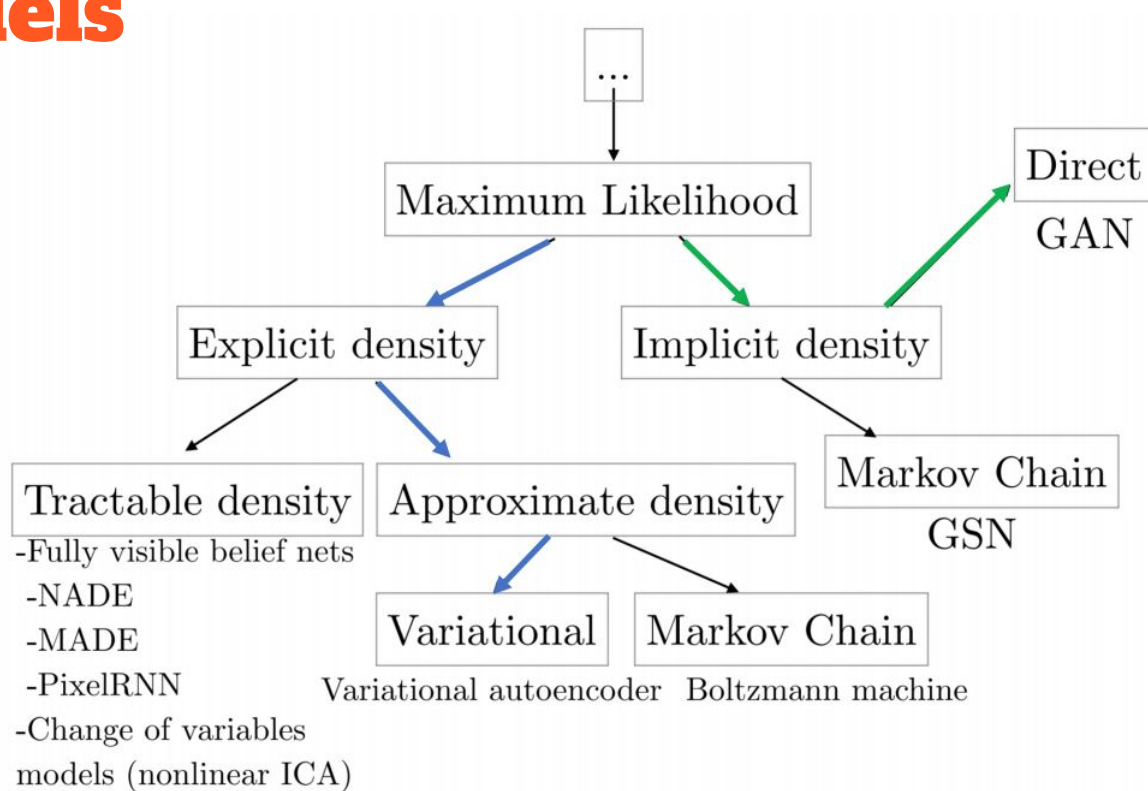 ...
Maximum Likelihood
Direct
GAN
Explicit density
Implicit density
Tractable density
-Fully visible belief nets
-NADE
-MADE
-PixelRNN
-Change of variables
models (nonlinear ICA)
Approximate density
Variational
Variational autoencoder
Markov Chain
Boltzmann machine
Markov Chain
GSN